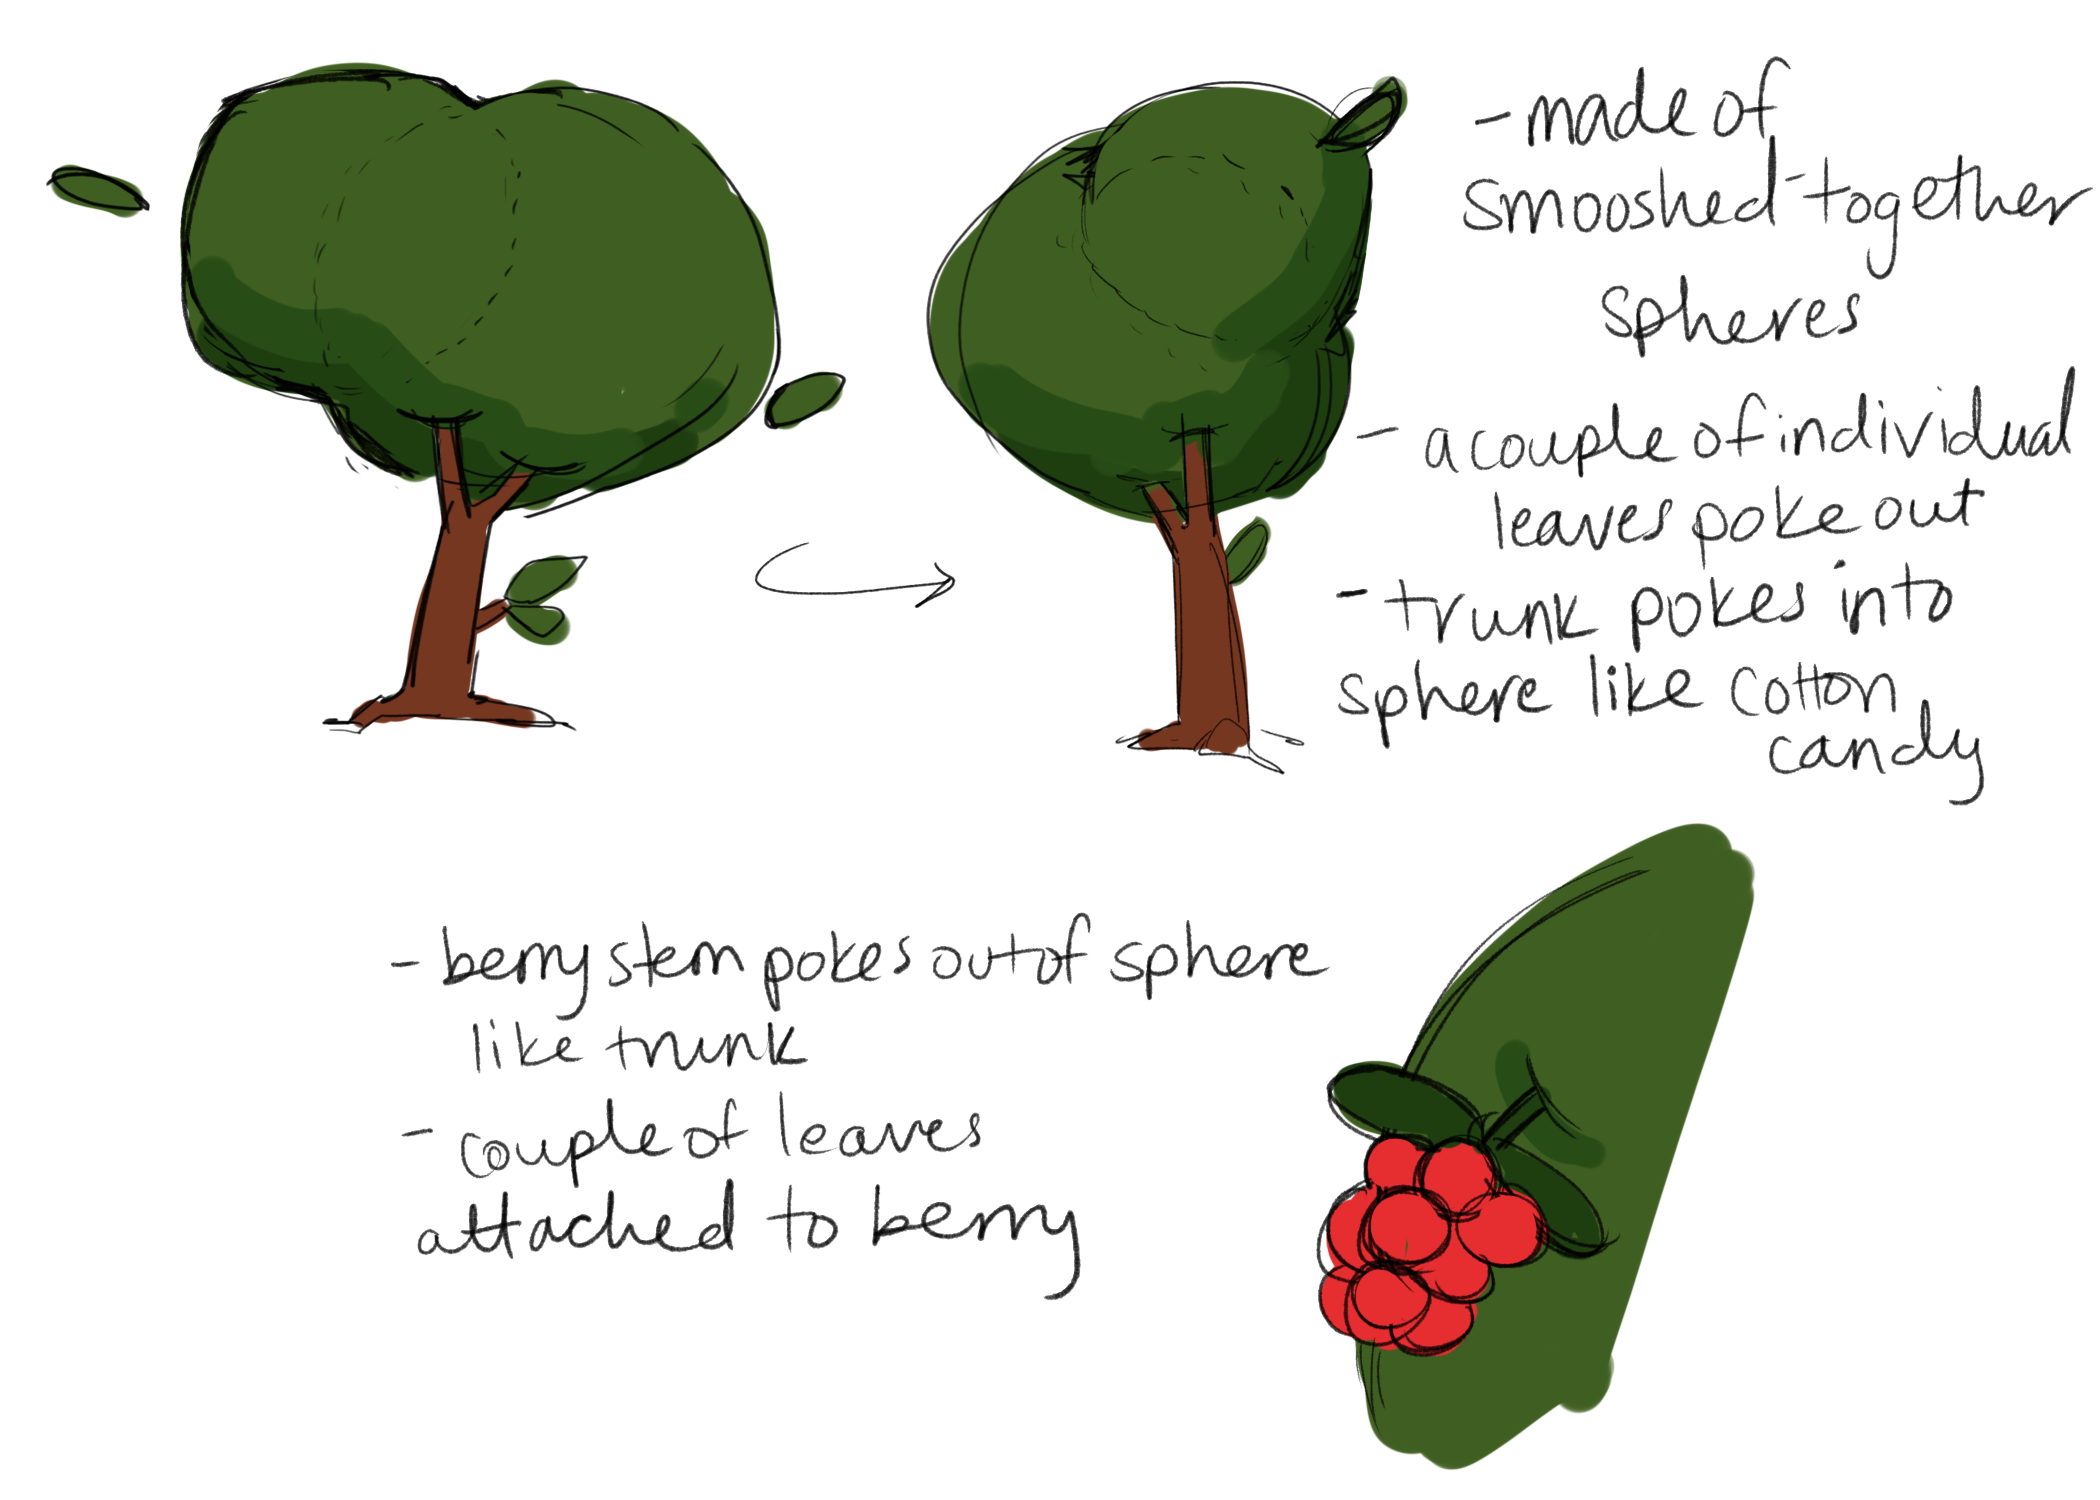 - made of
smooshed-together
spheres
- a couple of individual
leaves poke out
- trunk pokes into
sphere like cotton
candy
- berry stem pokes out of sphere
like trunk
- couple of leaves
attached to berry